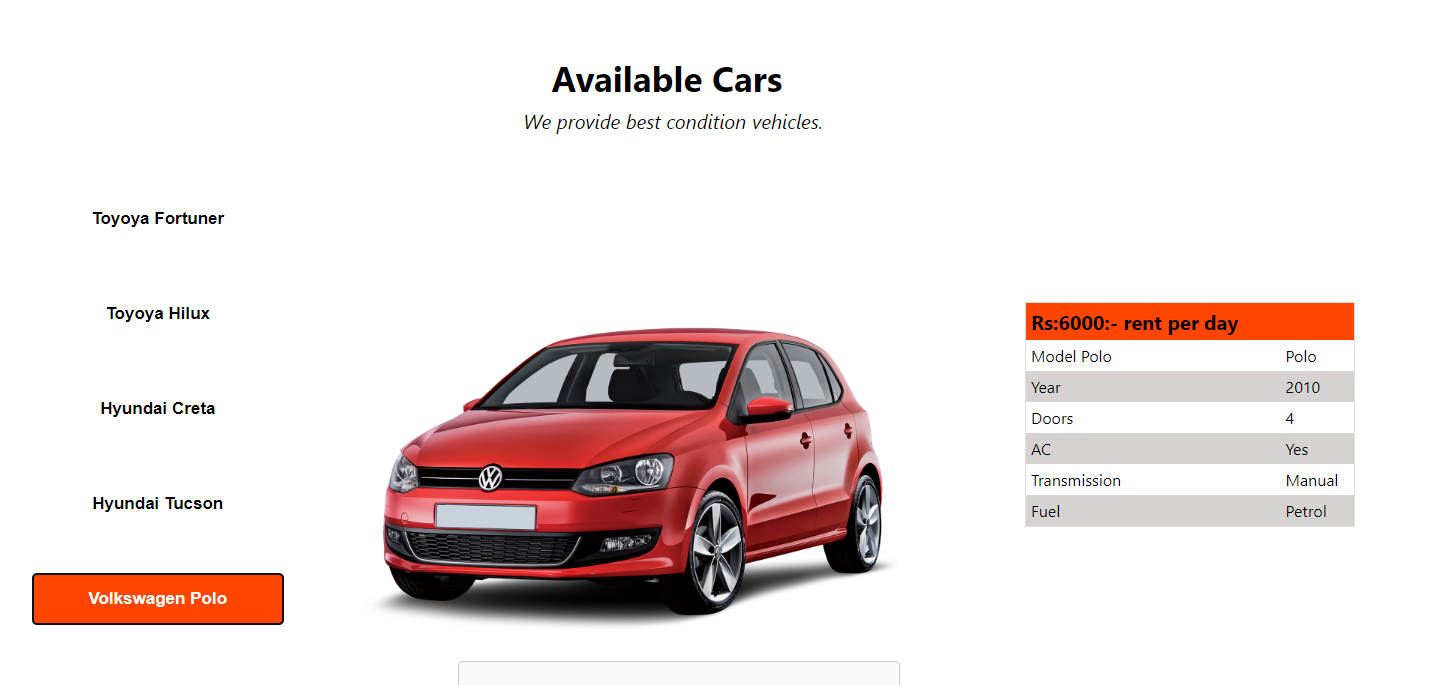 Available Cars
We provide best condition vehicles.
Toyoya Fortuner
Toyoya Hilux
Hyundai Creta
Hyundai Tucson
Volkswagen Polo
Rs:6000:- rent per day
Model Polo Polo
Year 2010
Doors 4
AC Yes
Transmission Manual
Fuel Petrol